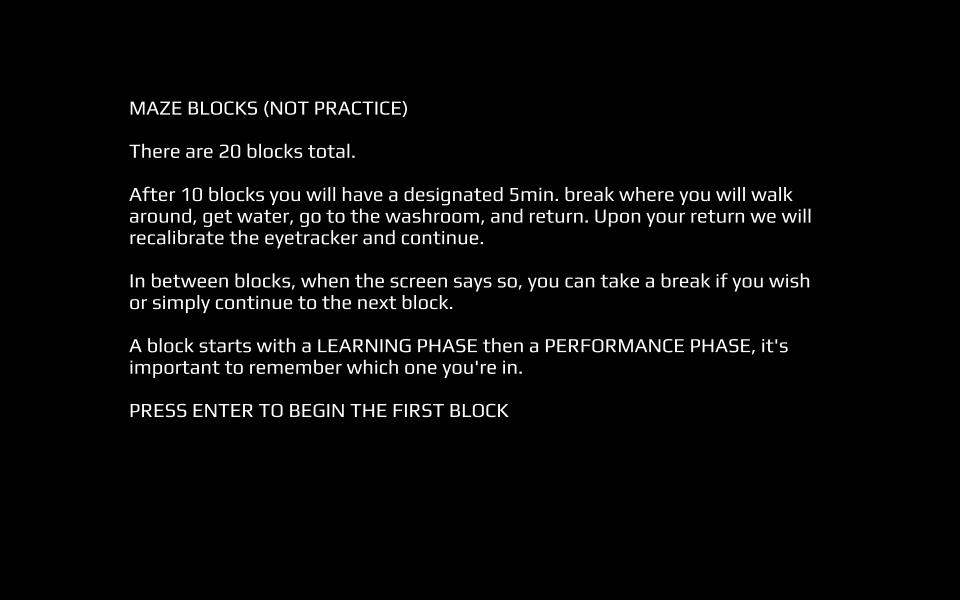 MAZE BLOCKS (NOT PRACTICE)
There are 20 blocks total.
After 10 blocks you will have a designated 5min. break where you will walk
around, get water, go to the washroom, and return. Upon your return we will
recalibrate the eyetracker and continue.
In between blocks, when the screen says so, you can take a break if you wish
or simply continue to the next block.
A block starts with a LEARNING PHASE then a PERFORMANCE PHASE, it's
important to remember which one you're in.
PRESS ENTER TO BEGIN THE FIRST BLOCK